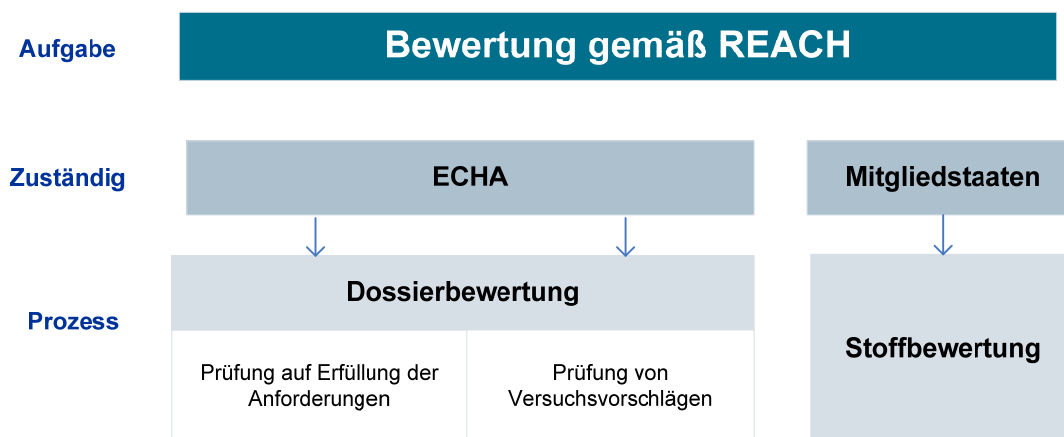 Aufgabe
Bewertung gemäß REACH
Zuständig
ECHA
Mitgliedstaaten
Prozess
Dossierbewertung
Prüfung auf Erfüllung der
Anforderungen
Prüfung von
Versuchsvorschlägen
Stoffbewertung